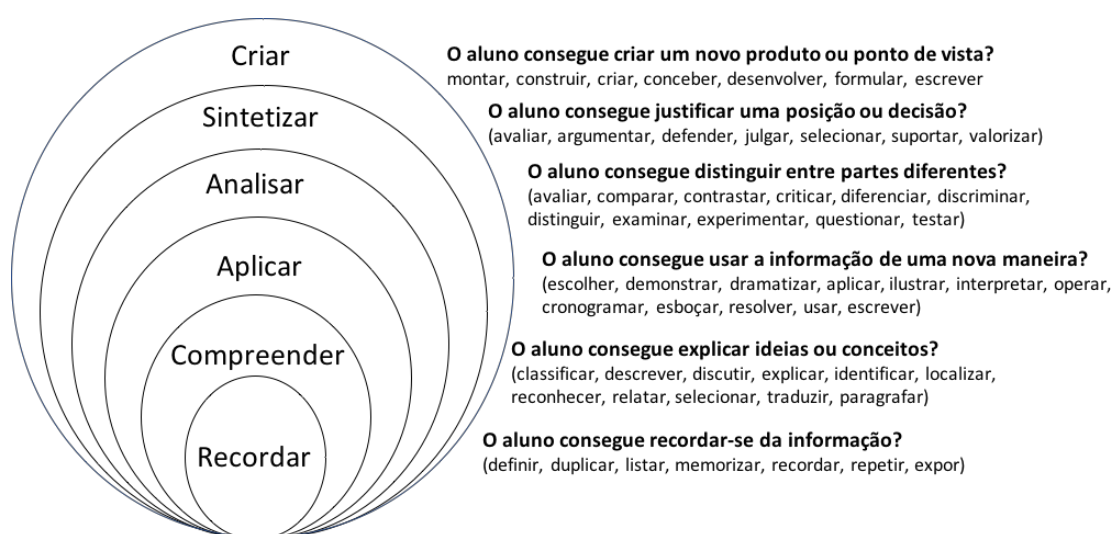 Criar
O aluno consegue criar um novo produto ou ponto de vista?
montar, construir, criar, conceber, desenvolver, formular, escrever
Sintetizar
O aluno consegue justificar uma posição ou decisão?
(avaliar, argumentar, defender, julgar, selecionar, suportar, valorizar)
Analisar
O aluno consegue distinguir entre partes diferentes?
(avaliar, comparar, contrastar, criticar, diferenciar, discriminar,
distinguir, examinar, experimentar, questionar, testar)
Aplicar
O aluno consegue usar a informação de uma nova maneira?
(escolher, demonstrar, dramatizar, aplicar, ilustrar, interpretar, operar,
cronogramar, esboçar, resolver, usar, escrever)
Compreender
O aluno consegue explicar ideias ou conceitos?
(classificar, descrever, discutir, explicar, identificar, localizar,
reconhecer, relatar, selecionar, traduzir, paragrafar)
Recordar
O aluno consegue recordar-se da informação?
(definir, duplicar, listar, memorizar, recordar, repetir, expor)